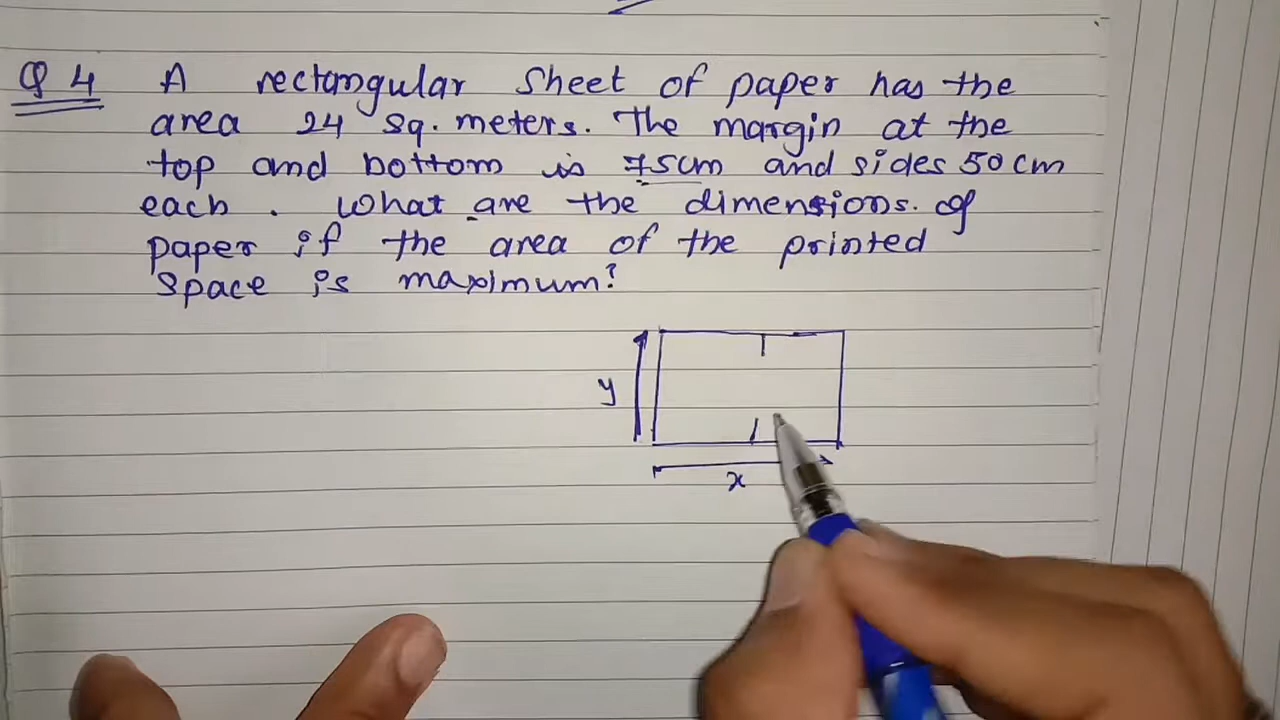 Q 4 A rectangular sheet of paper has the
area 24 sq. meters. The margin at the
top and bottom is 75cm and sides 50 cm
each. What are the dimensions. of
paper if the area of the printed
space is maximum?
y
x